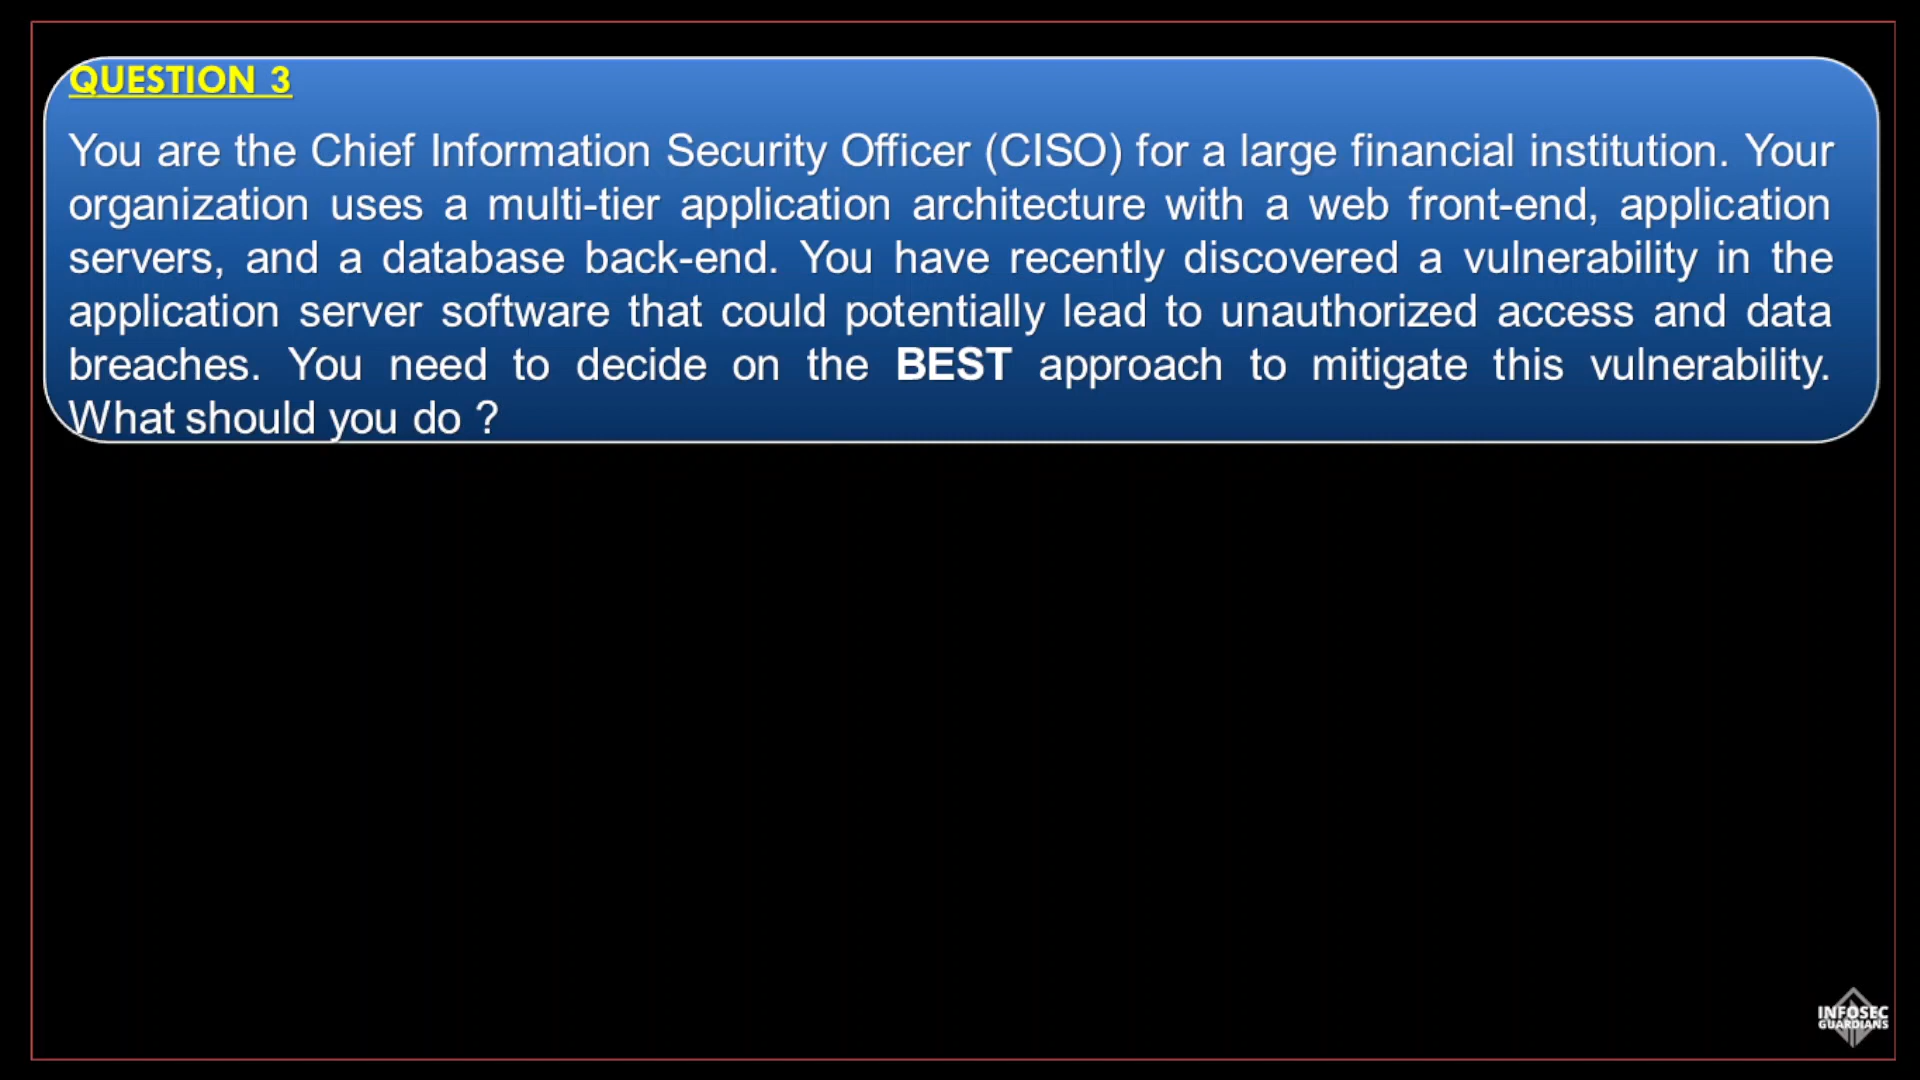 QUESTION 3
You are the Chief Information Security Officer (CISO) for a large financial institution. Your
organization uses a multi-tier application architecture with a web front-end, application
servers, and a database back-end. You have recently discovered a vulnerability in the
application server software that could potentially lead to unauthorized access and data
breaches. You need to decide on the BEST approach to mitigate this vulnerability.
What should you do ?
INFOSEC
GUARDIANS